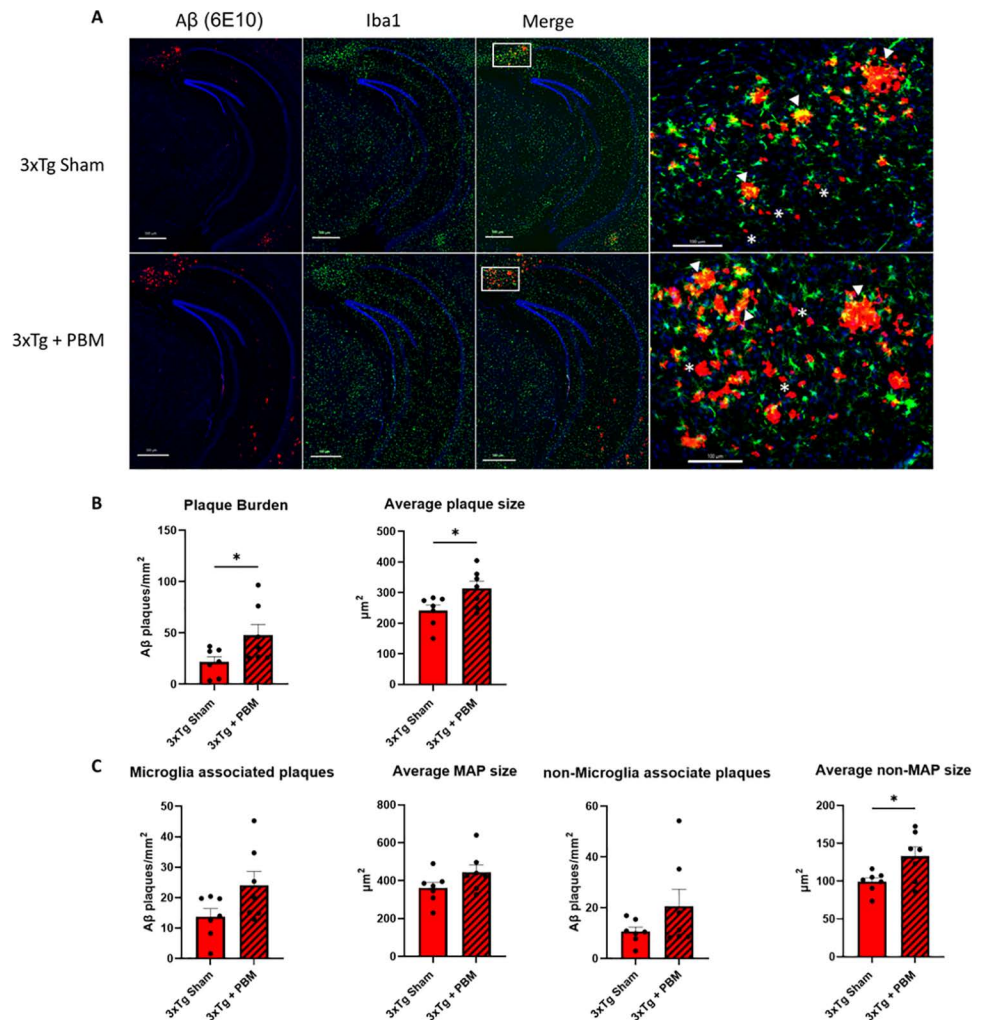 A
Aβ (6E10)
Iba1
Merge
3xTg Sham
*
*
*
3xTg + PBM
*
*
*
100 μm
B
Plaque Burden
Average plaque size
Aβ plaques/mm²
150
100
50
0
*
3xTg Sham
3xTg + PBM
μm²
500
400
300
200
100
0
*
3xTg Sham
3xTg + PBM
C
Microglia associated plaques
Average MAP size
non-Microglia associate plaques
Average non-MAP size
Aβ plaques/mm²
50
40
30
20
10
0
3xTg Sham
3xTg + PBM
μm²
800
600
400
200
0
3xTg Sham
3xTg + PBM
Aβ plaques/mm²
60
40
20
0
3xTg Sham
3xTg + PBM
μm²
200
150
100
50
0
*
3xTg Sham
3xTg + PBM